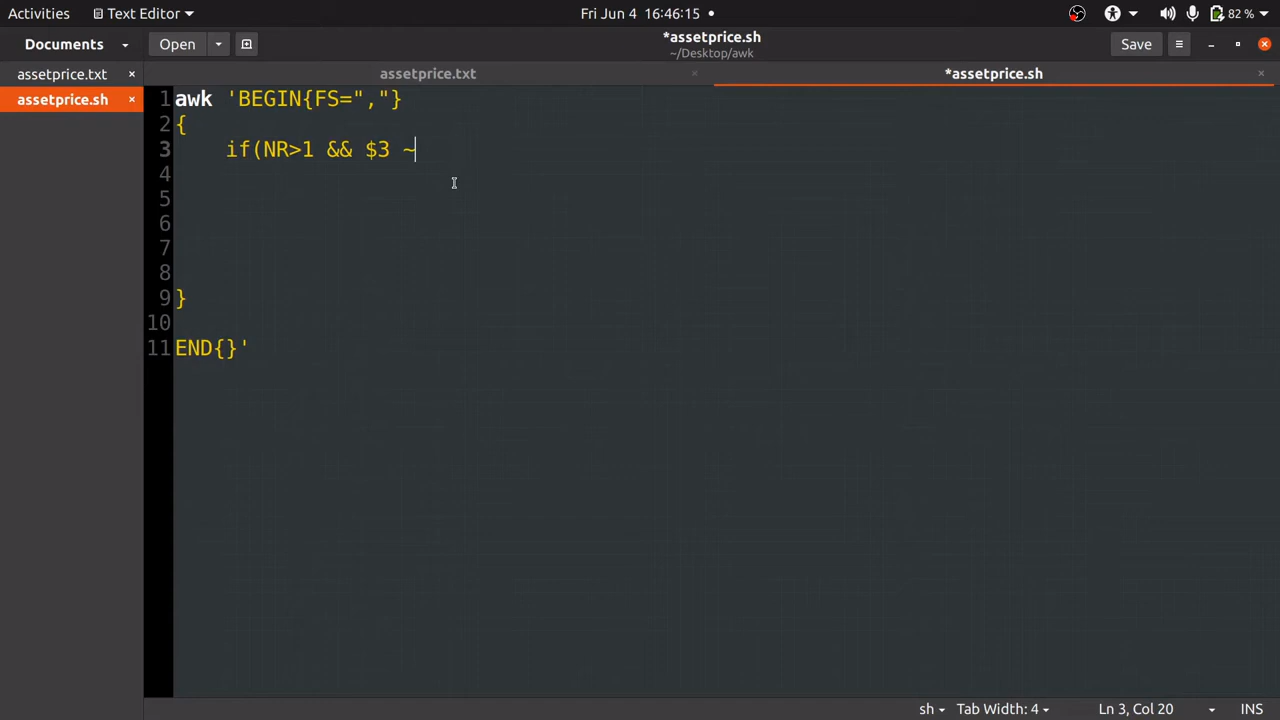 Activities Text Editor Fri Jun 4 16:46:15 82 %
Documents Open *assetprice.sh Save
~/Desktop/awk
assetprice.txt assetprice.txt *assetprice.sh
assetprice.sh
1 awk 'BEGIN{FS=","}
2 {
3 if(NR>1 && $3 ~
4
5
6
7
8
9 }
10
11 END{}'
sh Tab Width: 4 Ln 3, Col 20 INS